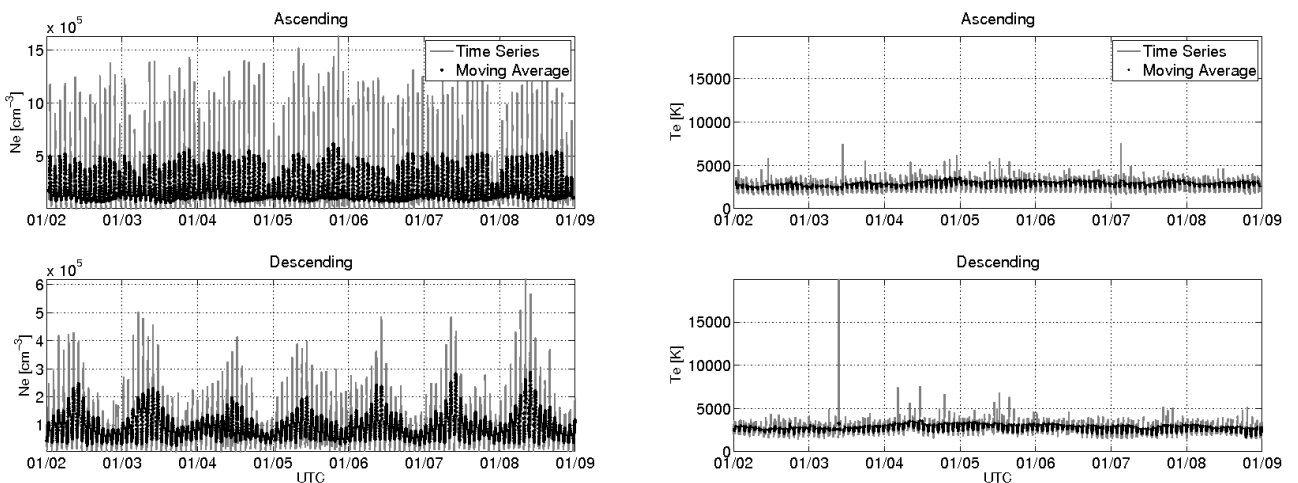 Ascending
x 10⁵
15
10
5
Ne [cm⁻³]
Time Series
Moving Average
01/02 01/03 01/04 01/05 01/06 01/07 01/08 01/09
Ascending
15000
10000
5000
0
Te [K]
Time Series
Moving Average
01/02 01/03 01/04 01/05 01/06 01/07 01/08 01/09
Descending
x 10⁵
6
5
4
3
2
1
Ne [cm⁻³]
01/02 01/03 01/04 01/05 01/06 01/07 01/08 01/09
UTC
Descending
15000
10000
5000
0
Te [K]
01/02 01/03 01/04 01/05 01/06 01/07 01/08 01/09
UTC